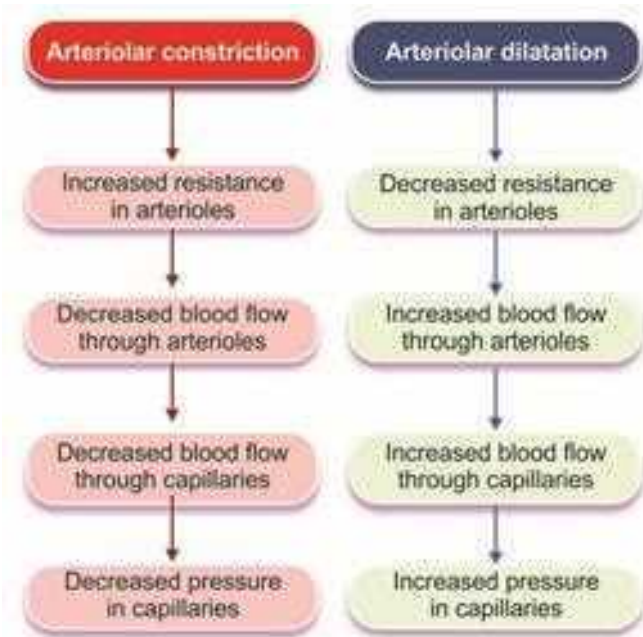 Arteriolar constriction
Increased resistance
in arterioles
Decreased blood flow
through arterioles
Decreased blood flow
through capillaries
Decreased pressure
in capillaries
Arteriolar dilatation
Decreased resistance
in arterioles
Increased blood flow
through arterioles
Increased blood flow
through capillaries
Increased pressure
in capillaries